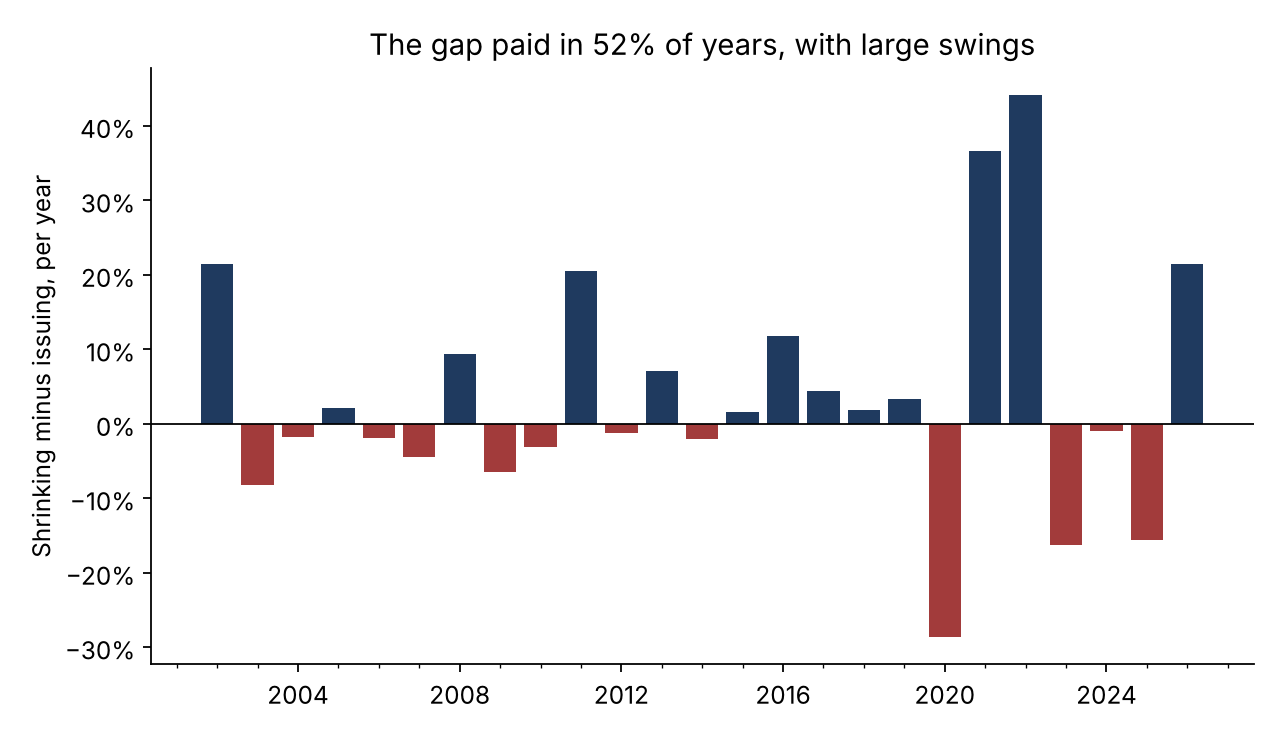 The gap paid in 52% of years, with large swings
Shrinking minus issuing, per year
40%
30%
20%
10%
0%
−10%
−20%
−30%
2004 2008 2012 2016 2020 2024